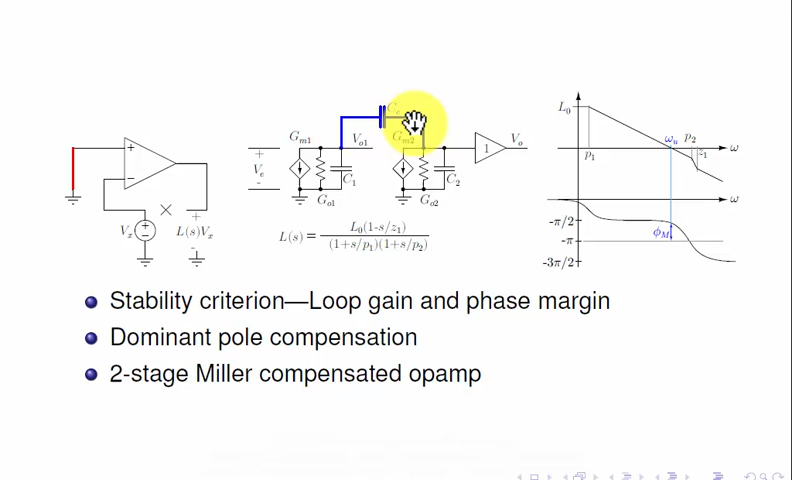 C_c
L_0
+
G_m1
V_o1
G_m2
V_o
ω_u
p_2
+
V_e
-
1
p_1
z_1
ω
-
C_1
C_2
G_o1
G_o2
ω
V_x
+
-
+
L(s)V_x
-
L(s) = L_0(1-s/z_1)
(1+s/p_1)(1+s/p_2)
-π/2
ϕ_M
-π
-3π/2
Stability criterion—Loop gain and phase margin
Dominant pole compensation
2-stage Miller compensated opamp